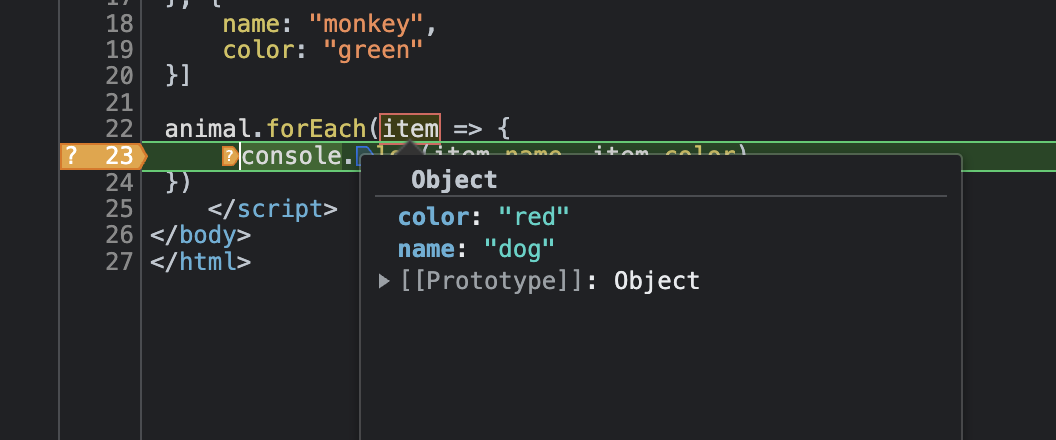 17 }, {
18 name: "monkey",
19 color: "green"
20 }]
21
22 animal.forEach(item => {
? 23 ?console. log(item.name, item.color)
24 })
25 </script>
26 </body>
27 </html>
Object
color: "red"
name: "dog"
[[Prototype]]: Object